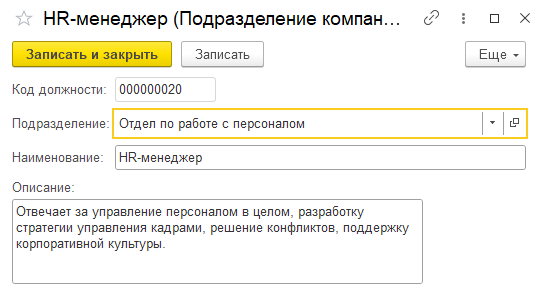 HR-менеджер (Подразделение компан...
Записать и закрыть
Записать
Еще
Код должности: 000000020
Подразделение: Отдел по работе с персоналом
Наименование: HR-менеджер
Описание:
Отвечает за управление персоналом в целом, разработку
стратегии управления кадрами, решение конфликтов, поддержку
корпоративной культуры.